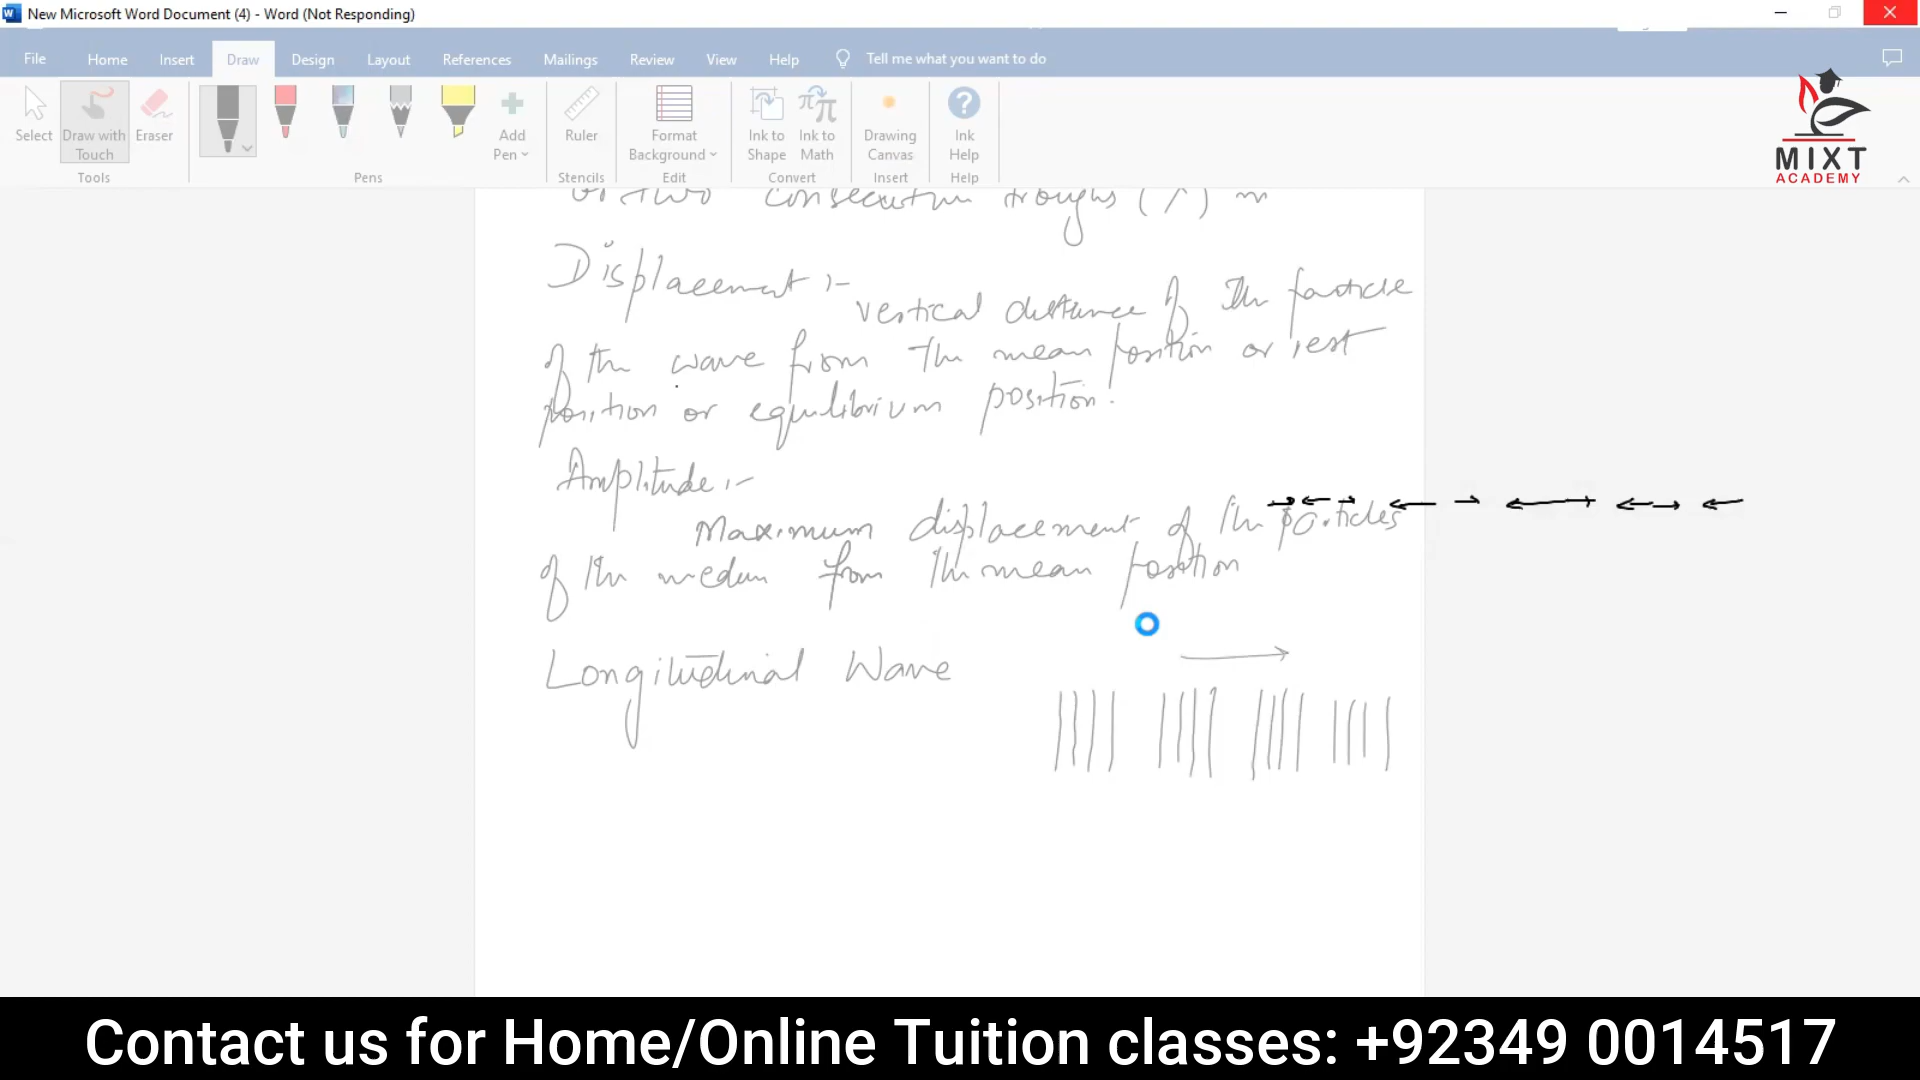 New Microsoft Word Document (4) - Word (Not Responding)
File Home Insert Draw Design Layout References Mailings Review View Help Tell me what you want to do
Select Draw with Touch Eraser Add Pen Ruler Format Background Ink to Shape Ink to Math Drawing Canvas Ink Help
Tools Pens Stencils Edit Convert Insert Help
MIXT
ACADEMY
or two consecutive troughs (λ) m
Displacement :-
vertical distance of the particle
of the wave from the mean position or rest
position or equilibrium position.
Amplitude :-
Maximum displacement of the particles
of the medium from the mean position
Longitudinal Wave
Contact us for Home/Online Tuition classes: +92349 0014517